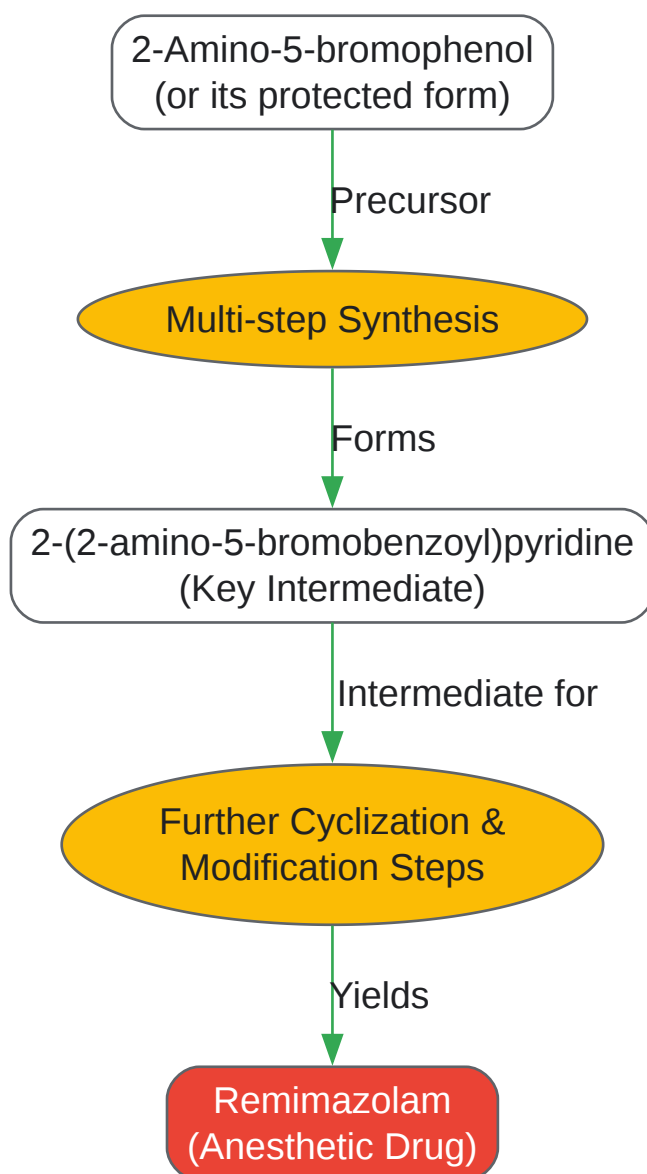 2-Amino-5-bromophenol
(or its protected form)
Precursor
Multi-step Synthesis
Forms
2-(2-amino-5-bromobenzoyl)pyridine
(Key Intermediate)
Intermediate for
Further Cyclization &
Modification Steps
Yields
Remimazolam
(Anesthetic Drug)